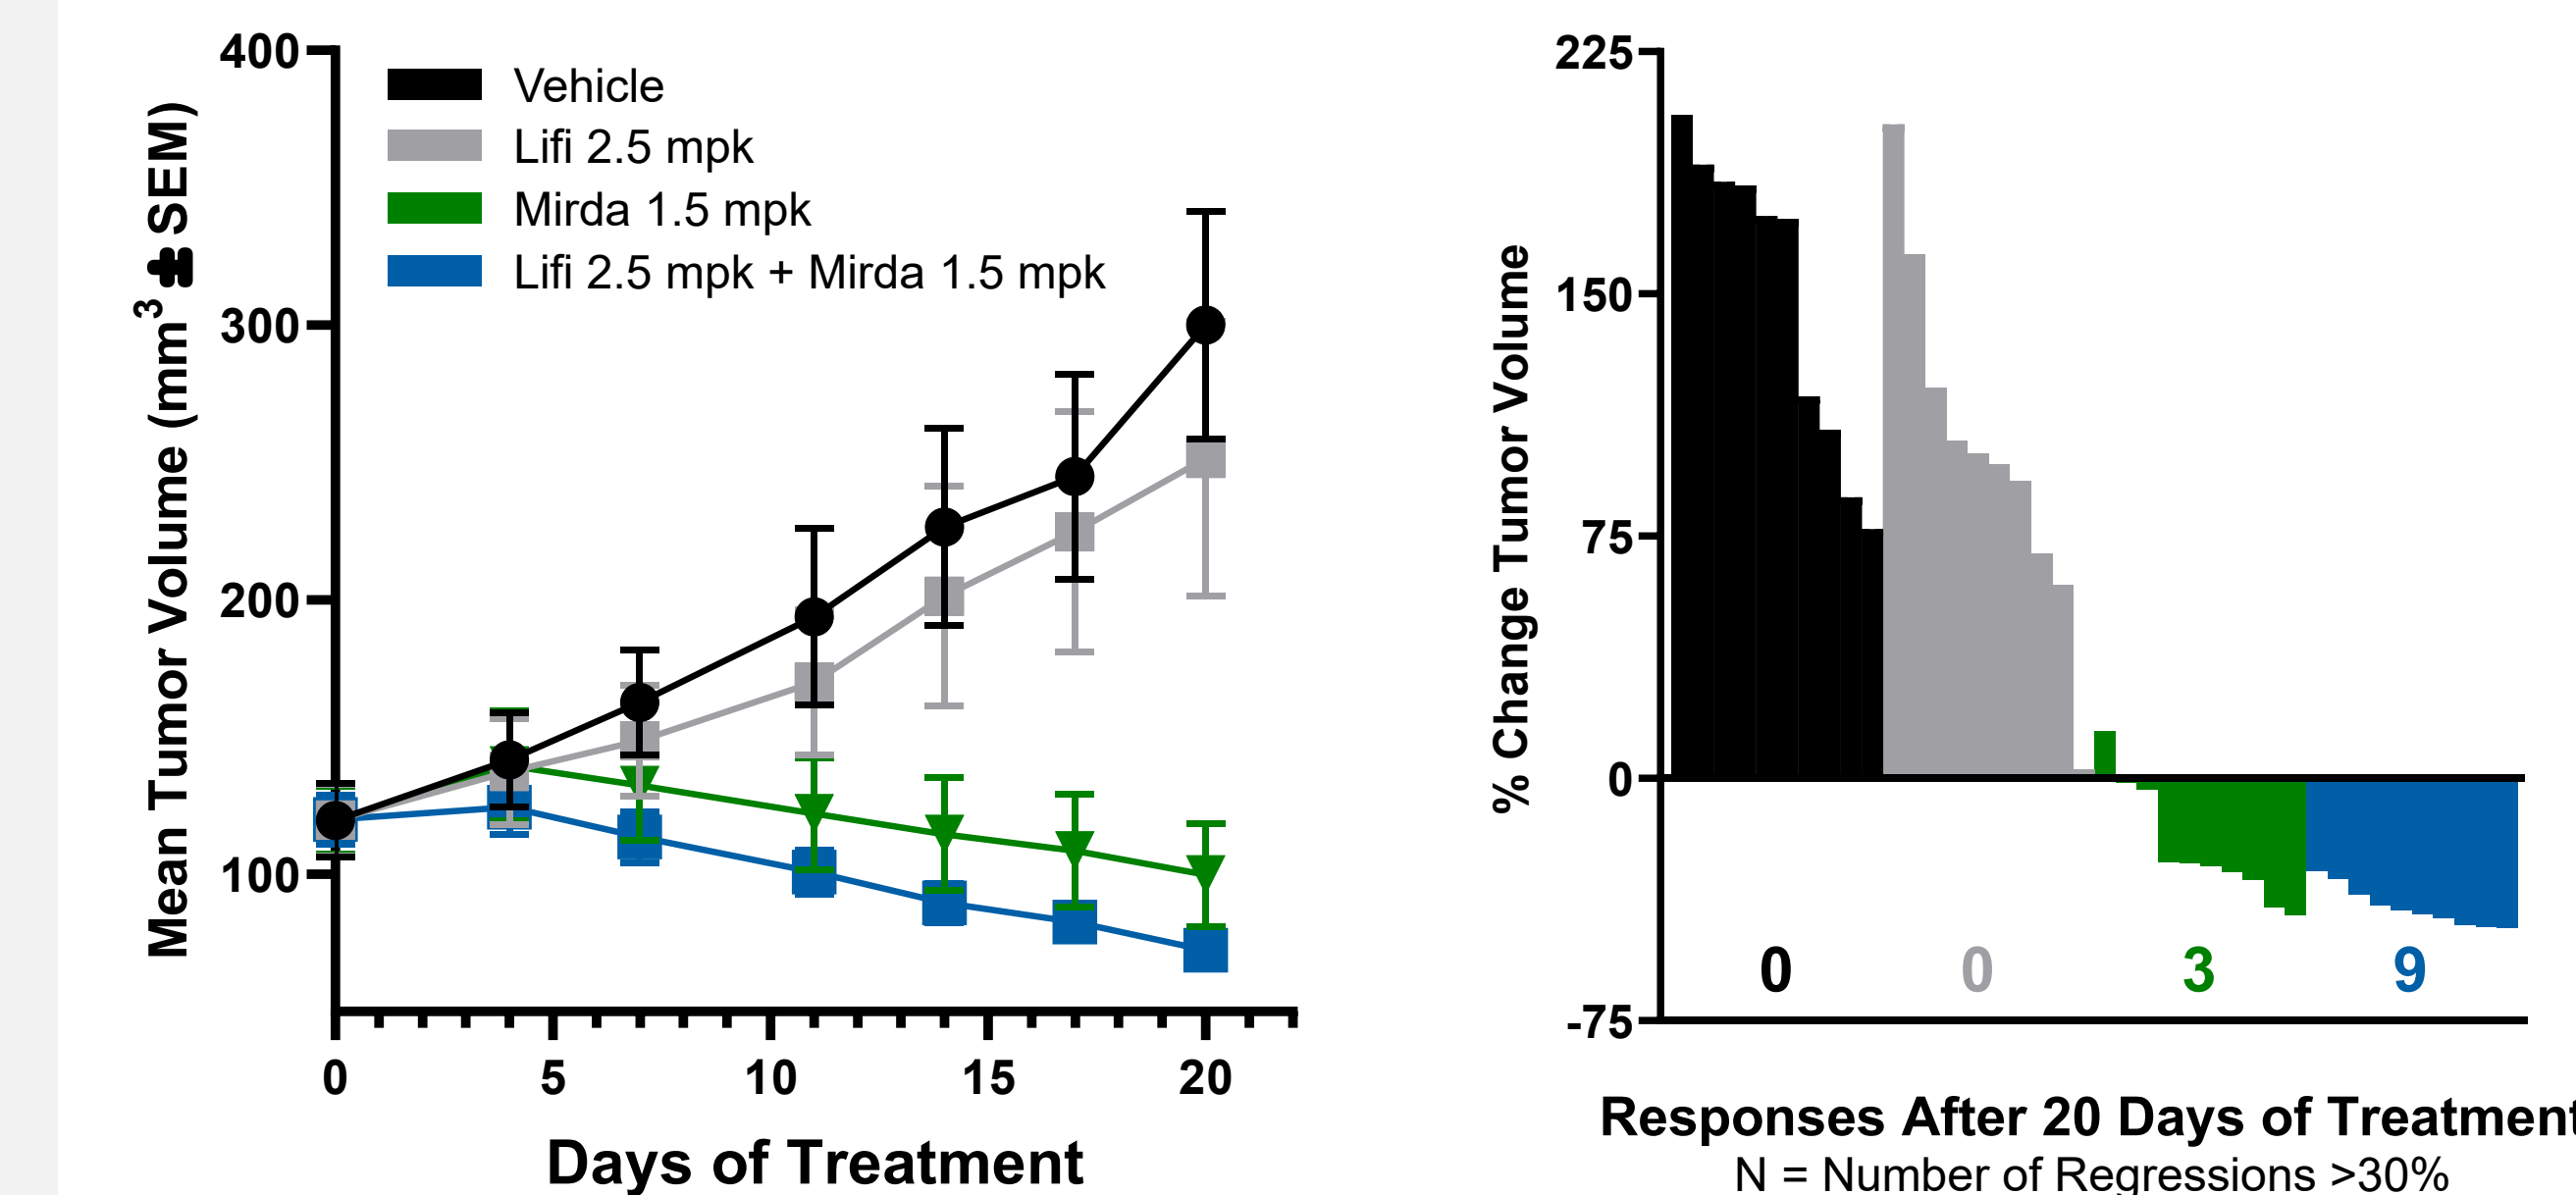 400
300
200
100
Mean Tumor Volume (mm³ ±SEM)
Vehicle
Lifi 2.5 mpk
Mirda 1.5 mpk
Lifi 2.5 mpk + Mirda 1.5 mpk
0 5 10 15 20
Days of Treatment
225
150
75
0
-75
% Change Tumor Volume
0 0 3 9
Responses After 20 Days of Treatment
N = Number of Regressions >30%